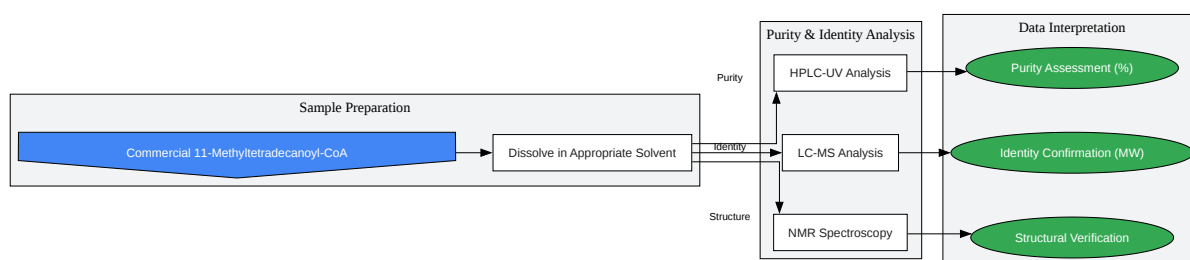 Sample Preparation
Commercial 11-Methyltetradecanoyl-CoA
Dissolve in Appropriate Solvent
Purity
Identity
Structure
Purity & Identity Analysis
HPLC-UV Analysis
LC-MS Analysis
NMR Spectroscopy
Data Interpretation
Purity Assessment (%)
Identity Confirmation (MW)
Structural Verification